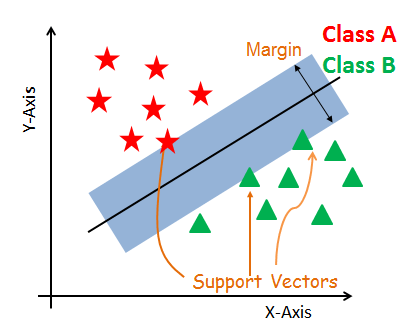 Class A
Margin
Class B
Y-Axis
Support Vectors
X-Axis